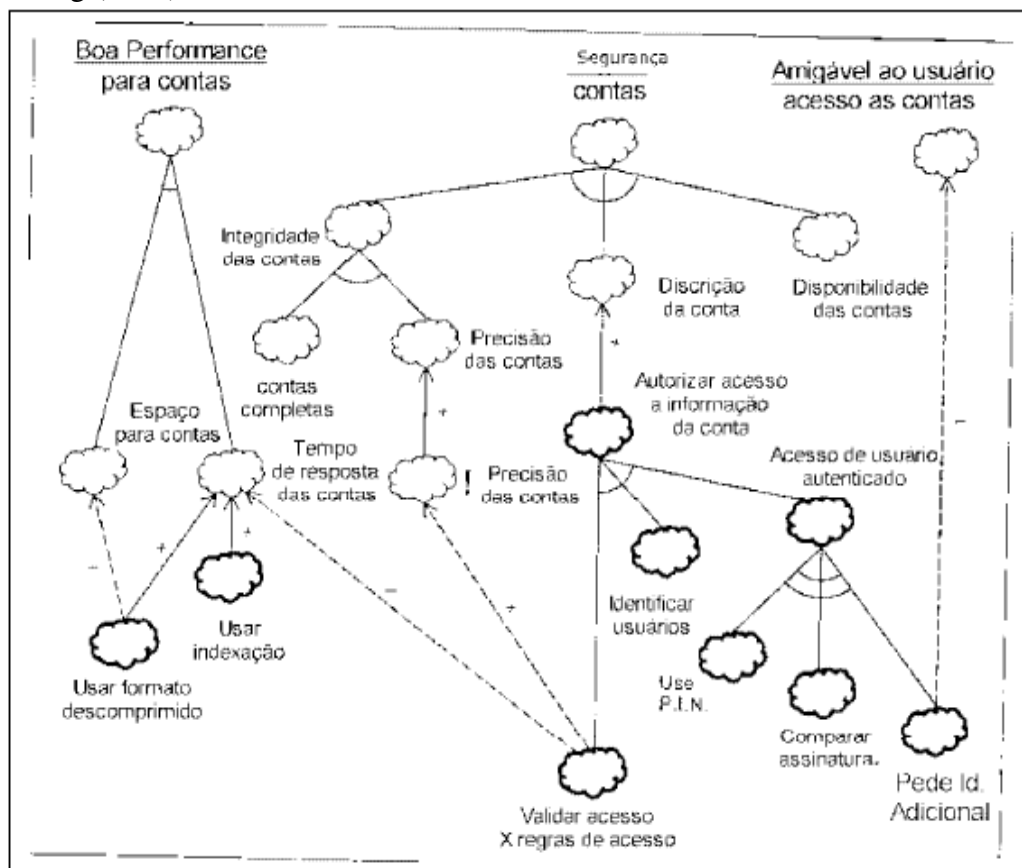 Boa Performance
para contas
Segurança
contas
Amigável ao usuário
acesso as contas
Integridade
das contas
Discrição
da conta
Disponibilidade
das contas
contas
completas
Precisão
das contas
+
+
Autorizar acesso
a informação
da conta
Espaço
para contas
Tempo
de resposta
das contas
! Precisão
das contas
Acesso de usuário
autenticado
–
–
+
+
–
+
Usar
indexação
Identificar
usuários
Usar formato
descomprimido
Use
P.I.N.
Comparar
assinatura.
Pede Id.
Adicional
Validar acesso
X regras de acesso